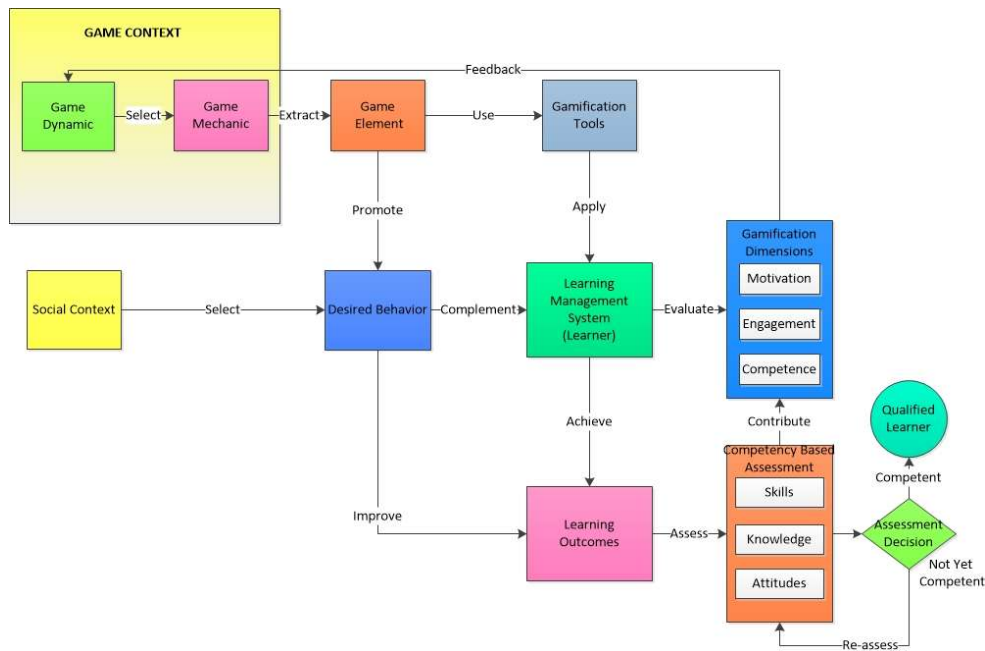 GAME CONTEXT
Feedback
Game
Dynamic
Select
Game
Mechanic
Extract
Game
Element
Use
Gamification
Tools
Promote
Apply
Social Context
Select
Desired Behavior
Complement
Learning
Management
System
(Learner)
Evaluate
Gamification
Dimensions
Motivation
Engagement
Competence
Achieve
Contribute
Qualified
Learner
Improve
Learning
Outcomes
Assess
Competency Based
Assessment
Skills
Knowledge
Attitudes
Competent
Assessment
Decision
Not Yet
Competent
Re-assess